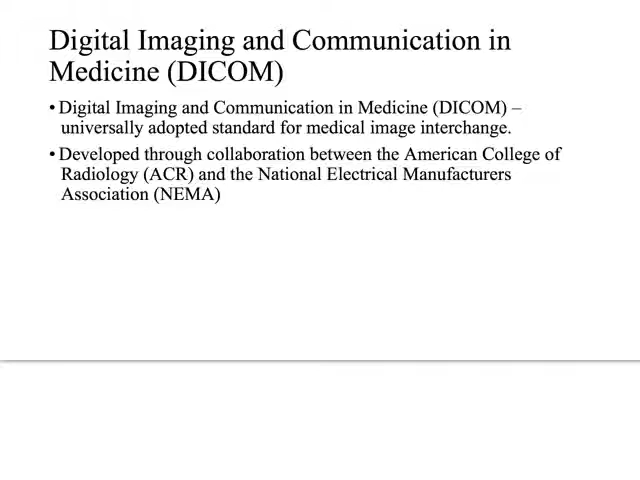 Digital Imaging and Communication in
Medicine (DICOM)
• Digital Imaging and Communication in Medicine (DICOM) –
universally adopted standard for medical image interchange.
• Developed through collaboration between the American College of
Radiology (ACR) and the National Electrical Manufacturers
Association (NEMA)